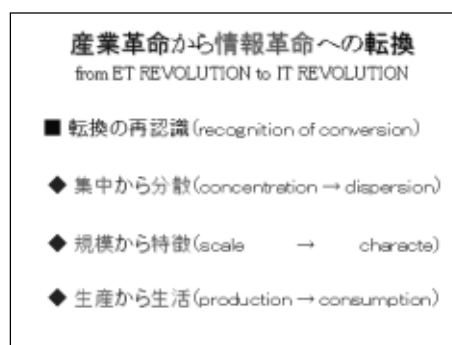 産業革命から情報革命への転換
from ET REVOLUTION to IT REVOLUTION
■ 転換の再認識(recognition of conversion)
◆ 集中から分散(concentration → dispersion)
◆ 規模から特徴(scale → characte)
◆ 生産から生活(production → consumption)